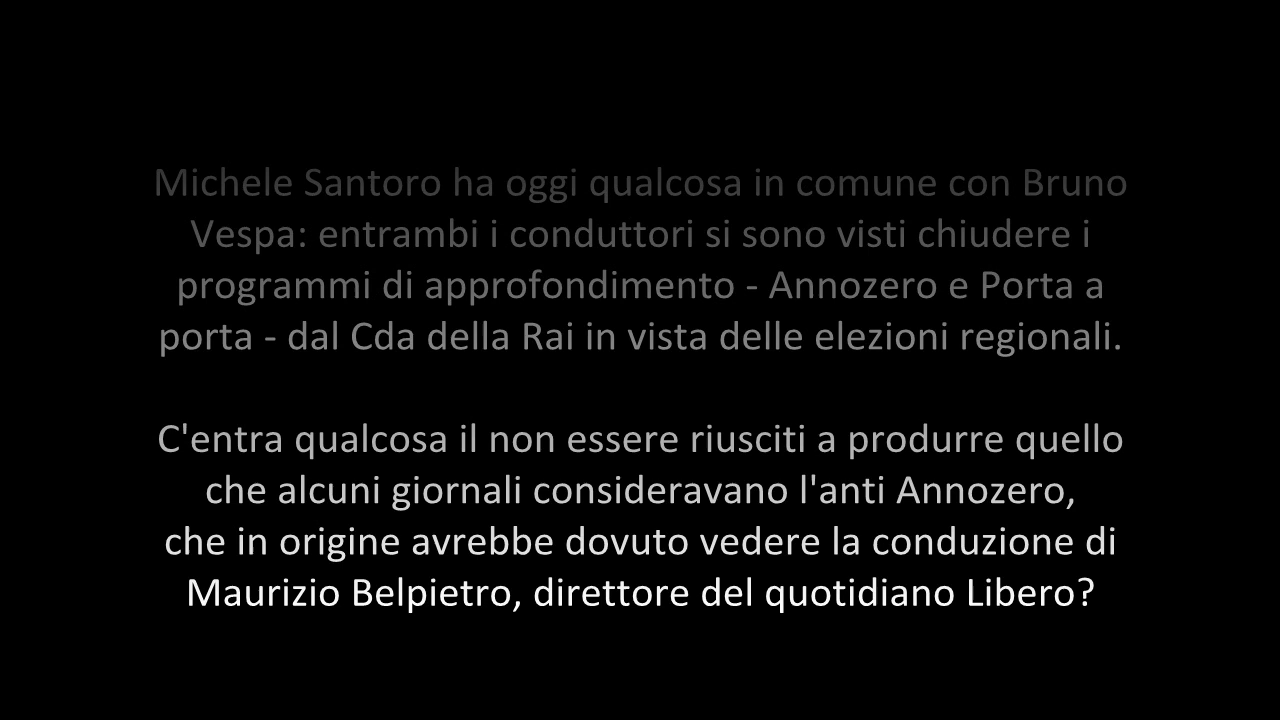 Michele Santoro ha oggi qualcosa in comune con Bruno
Vespa: entrambi i conduttori si sono visti chiudere i
programmi di approfondimento - Annozero e Porta a
porta - dal Cda della Rai in vista delle elezioni regionali.
C'entra qualcosa il non essere riusciti a produrre quello
che alcuni giornali consideravano l'anti Annozero,
che in origine avrebbe dovuto vedere la conduzione di
Maurizio Belpietro, direttore del quotidiano Libero?